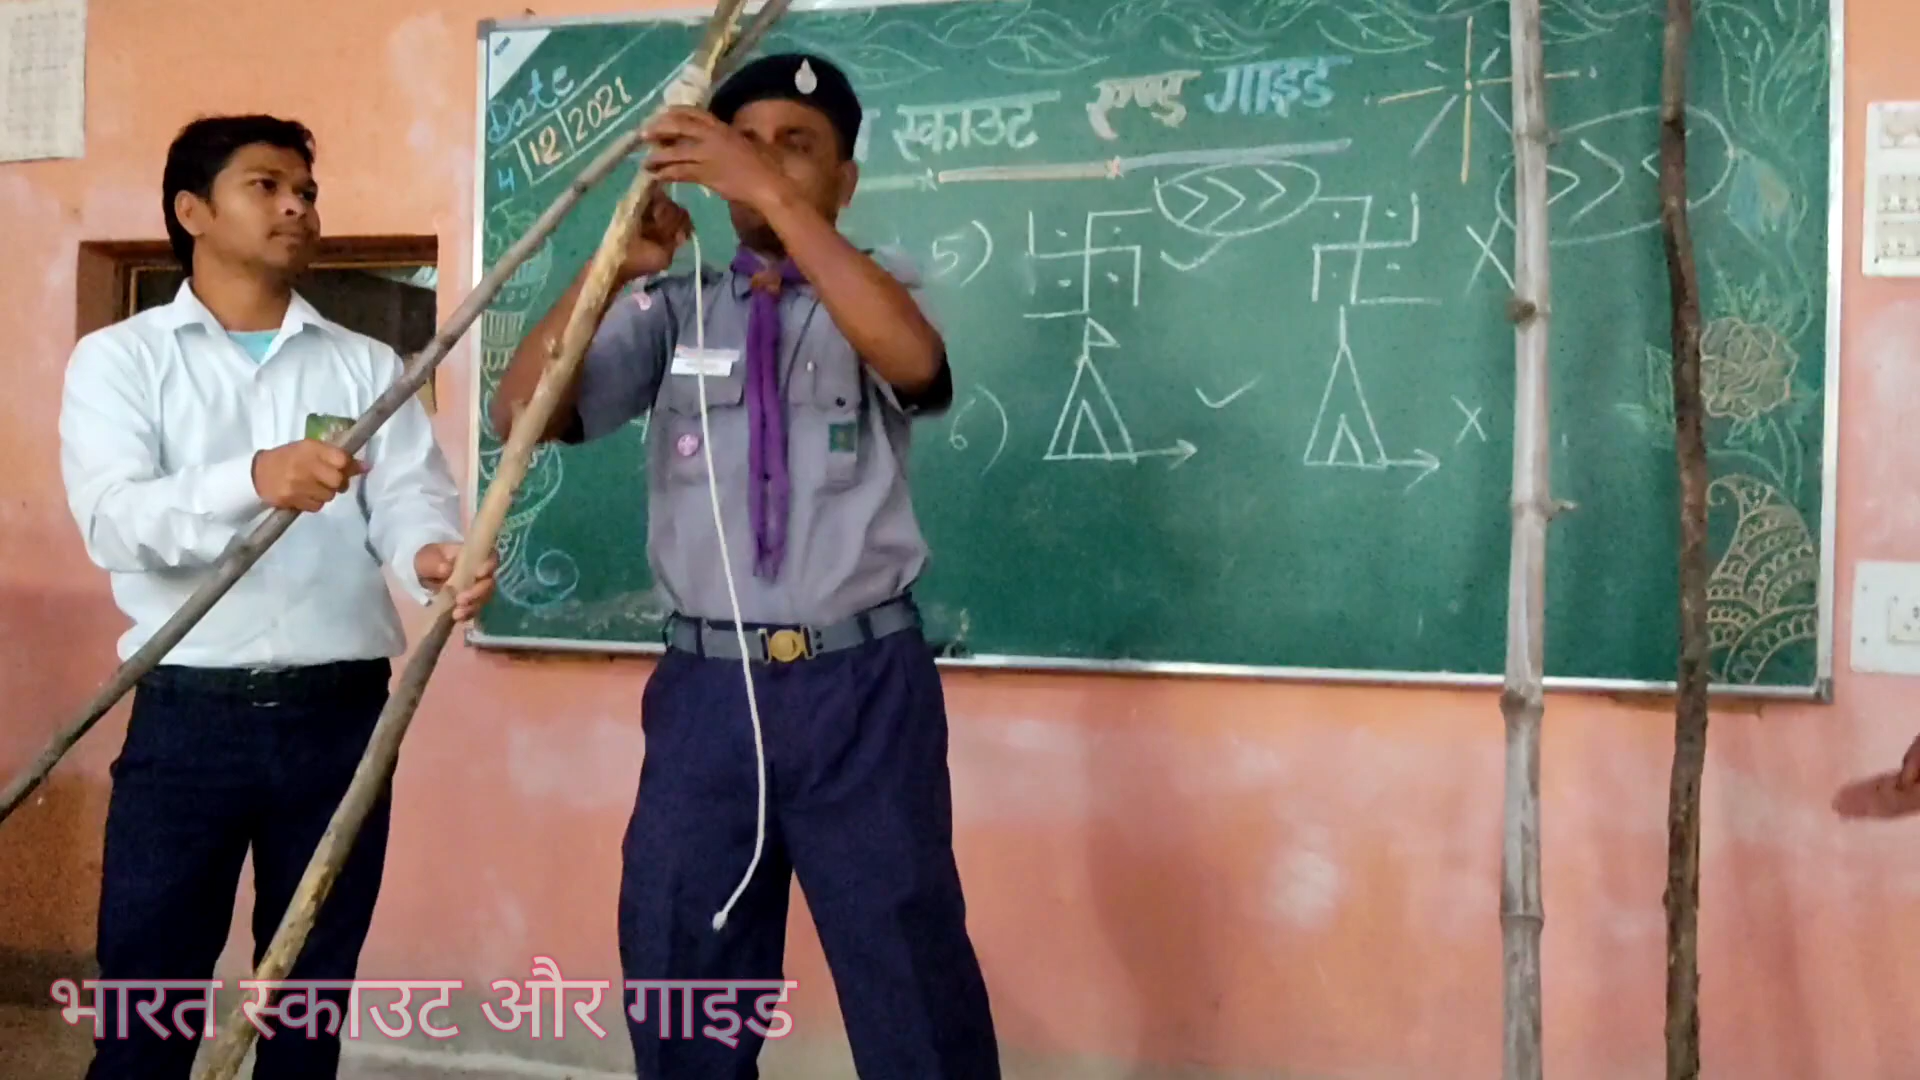 Date
4/12/2021
स्काउट एण्ड गाइड
5)
6)
भारत स्काउट और गाइड